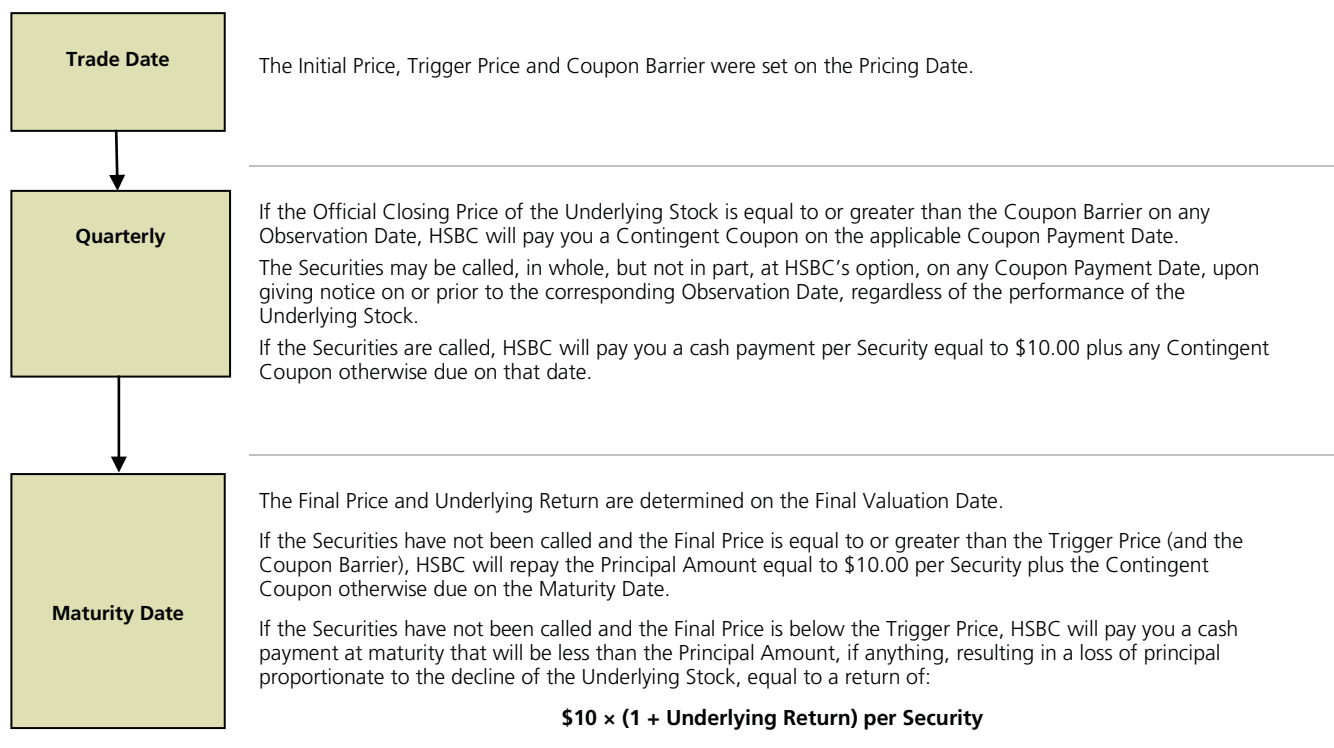 Trade Date
The Initial Price, Trigger Price and Coupon Barrier were set on the Pricing Date.
Quarterly
If the Official Closing Price of the Underlying Stock is equal to or greater than the Coupon Barrier on any
Observation Date, HSBC will pay you a Contingent Coupon on the applicable Coupon Payment Date.
The Securities may be called, in whole, but not in part, at HSBC’s option, on any Coupon Payment Date, upon
giving notice on or prior to the corresponding Observation Date, regardless of the performance of the
Underlying Stock.
If the Securities are called, HSBC will pay you a cash payment per Security equal to $10.00 plus any Contingent
Coupon otherwise due on that date.
Maturity Date
The Final Price and Underlying Return are determined on the Final Valuation Date.
If the Securities have not been called and the Final Price is equal to or greater than the Trigger Price (and the
Coupon Barrier), HSBC will repay the Principal Amount equal to $10.00 per Security plus the Contingent
Coupon otherwise due on the Maturity Date.
If the Securities have not been called and the Final Price is below the Trigger Price, HSBC will pay you a cash
payment at maturity that will be less than the Principal Amount, if anything, resulting in a loss of principal
proportionate to the decline of the Underlying Stock, equal to a return of:
$10 × (1 + Underlying Return) per Security